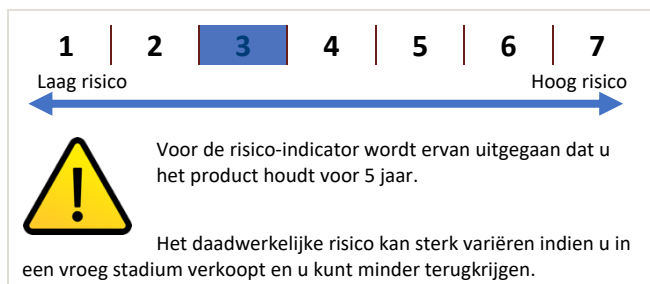 1 2 3 4 5 6 7
Laag risico Hoog risico
Voor de risico-indicator wordt ervan uitgegaan dat u
het product houdt voor 5 jaar.
Het daadwerkelijke risico kan sterk variëren indien u in
een vroeg stadium verkoopt en u kunt minder terugkrijgen.